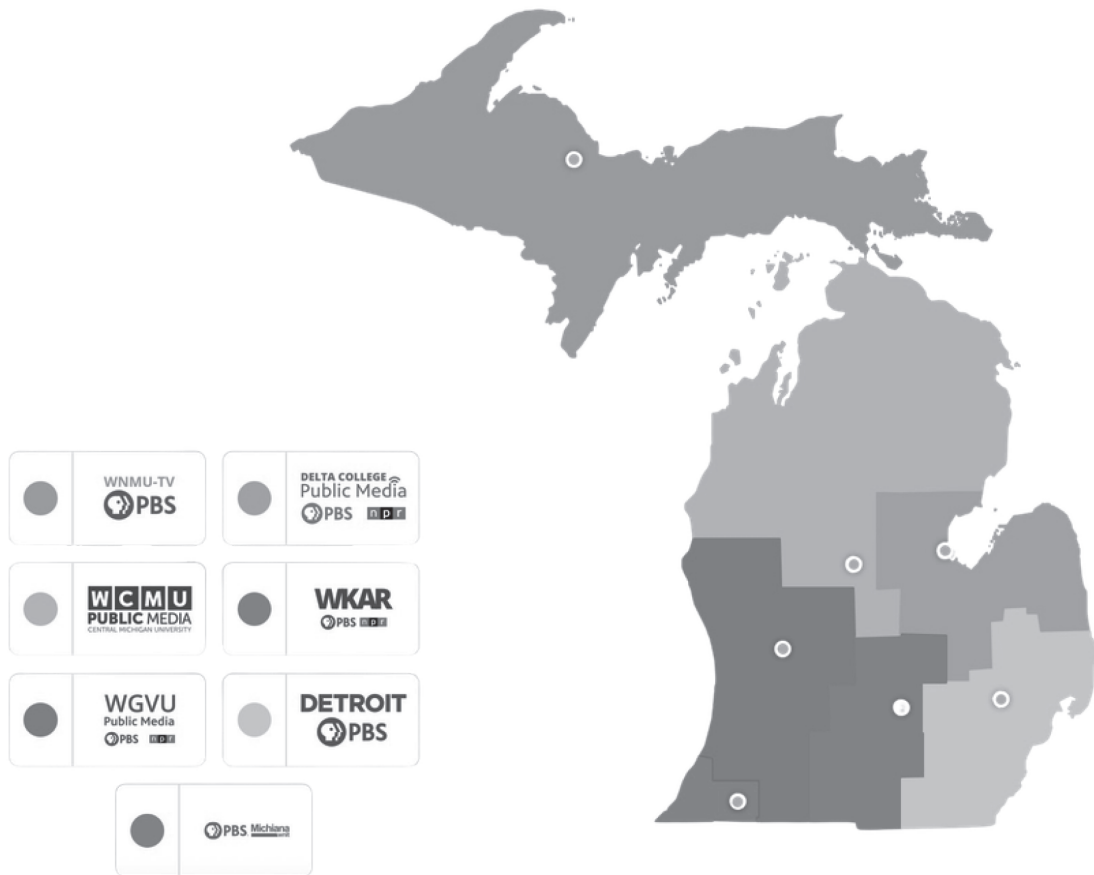 WNMU-TV
PBS
DELTA COLLEGE
Public Media
PBS npr
WCMU
PUBLIC MEDIA
CENTRAL MICHIGAN UNIVERSITY
WKAR
PBS npr
WGVU
Public Media
PBS npr
DETROIT
PBS
PBS Michiana